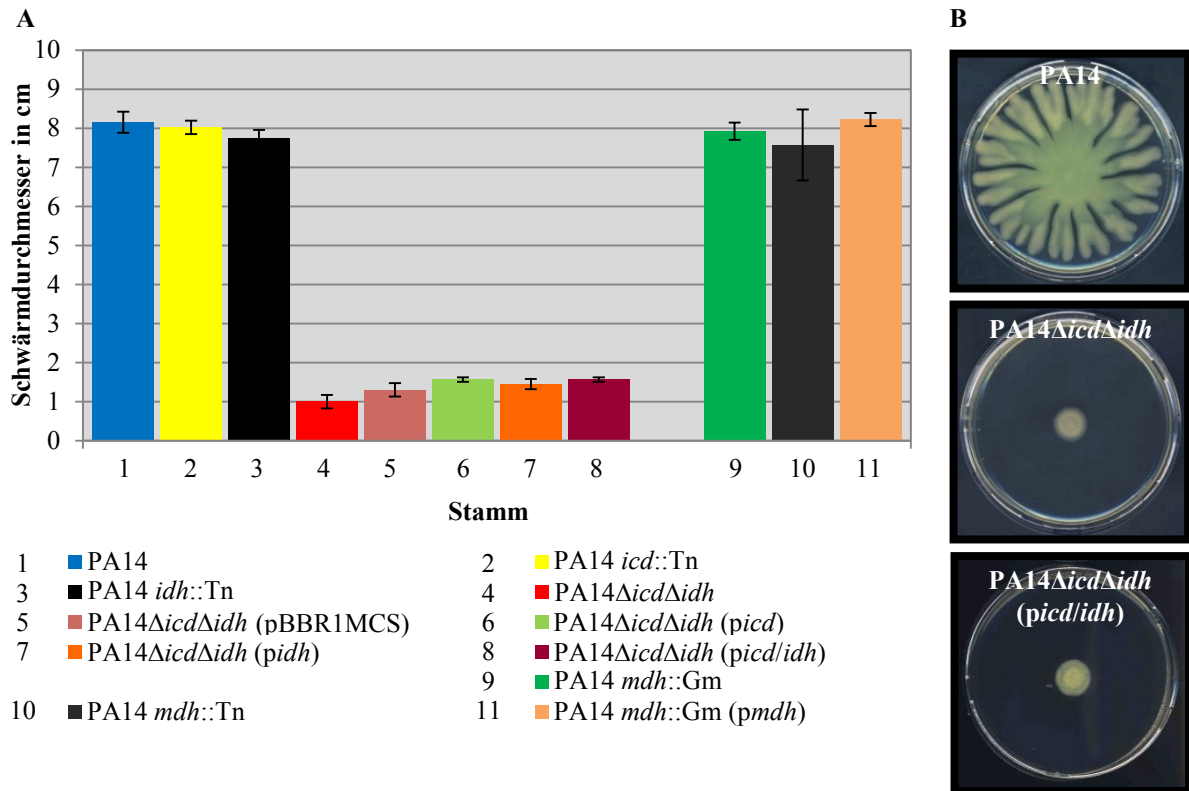 A
B
Schwärmdurchmesser in cm
10
9
8
7
6
5
4
3
2
1
0
1 2 3 4 5 6 7 8 9 10 11
Stamm
1 PA14
2 PA14 icd::Tn
3 PA14 idh::Tn
4 PA14ΔicdΔidh
5 PA14ΔicdΔidh (pBBR1MCS)
6 PA14ΔicdΔidh (picd)
7 PA14ΔicdΔidh (pidh)
8 PA14ΔicdΔidh (picd/idh)
9 PA14 mdh::Gm
10 PA14 mdh::Tn
11 PA14 mdh::Gm (pmdh)
PA14
PA14ΔicdΔidh
PA14ΔicdΔidh
(picd/idh)